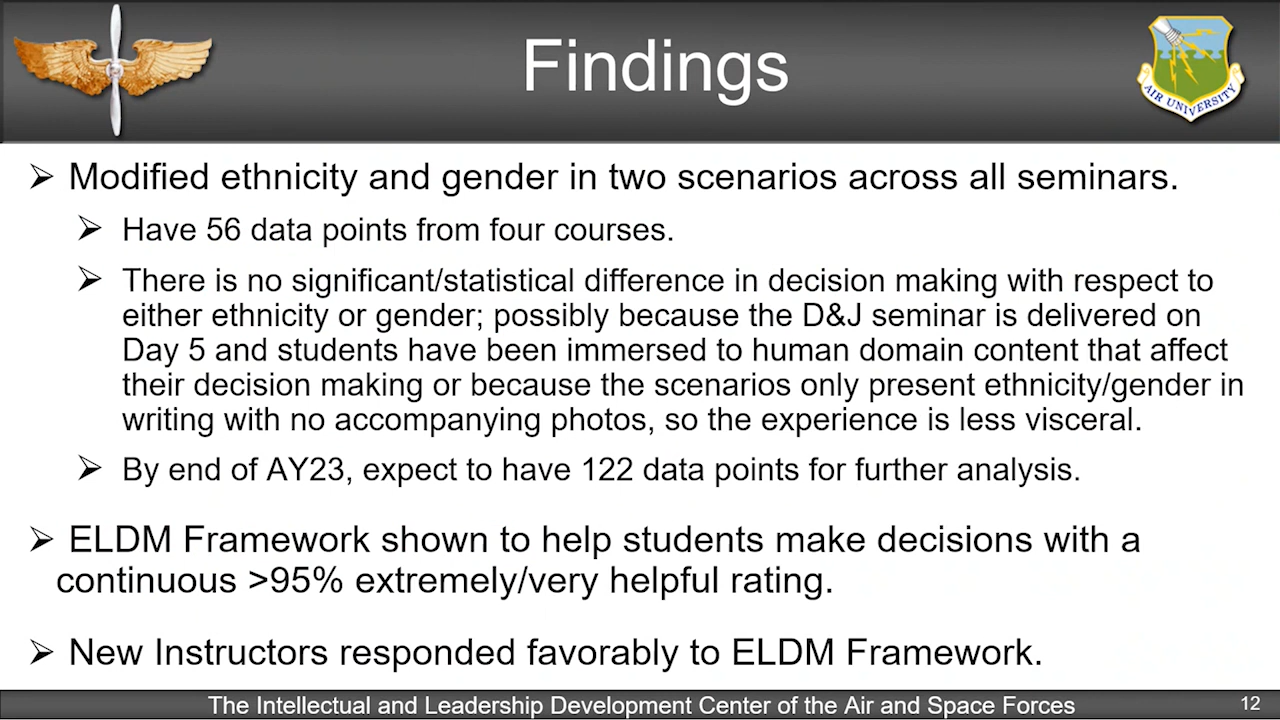 Findings
AIR UNIVERSITY
➢ Modified ethnicity and gender in two scenarios across all seminars.
➢ Have 56 data points from four courses.
➢ There is no significant/statistical difference in decision making with respect to
either ethnicity or gender; possibly because the D&J seminar is delivered on
Day 5 and students have been immersed to human domain content that affect
their decision making or because the scenarios only present ethnicity/gender in
writing with no accompanying photos, so the experience is less visceral.
➢ By end of AY23, expect to have 122 data points for further analysis.
➢ ELDM Framework shown to help students make decisions with a
continuous >95% extremely/very helpful rating.
➢ New Instructors responded favorably to ELDM Framework.
The Intellectual and Leadership Development Center of the Air and Space Forces
12